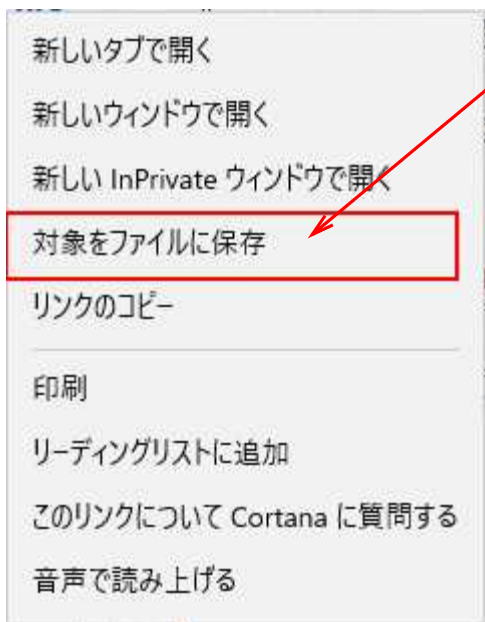 新しいタブで開く
新しいウィンドウで開く
新しい InPrivate ウィンドウで開く
対象をファイルに保存
リンクのコピー
印刷
リーディングリストに追加
このリンクについて Cortana に質問する
音声で読み上げる